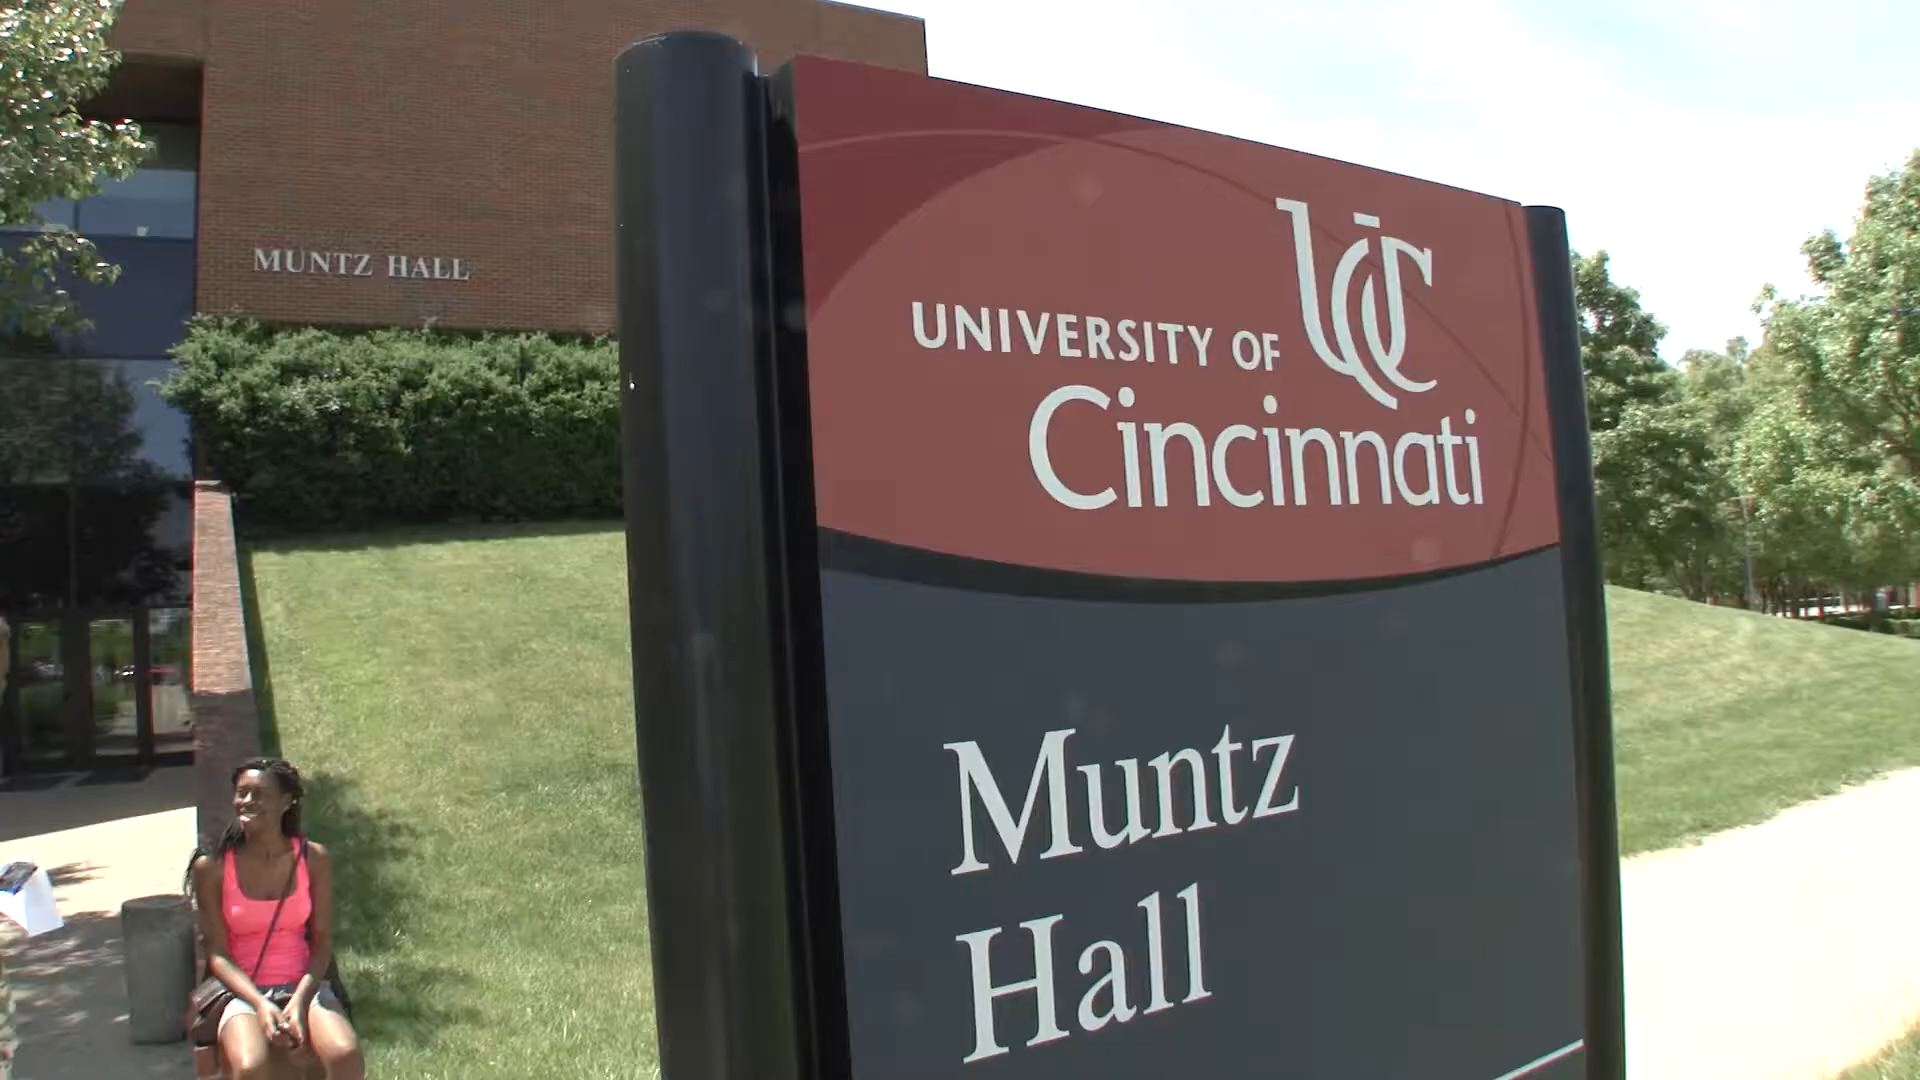 MUNTZ HALL
UC
UNIVERSITY OF
Cincinnati
Muntz
Hall